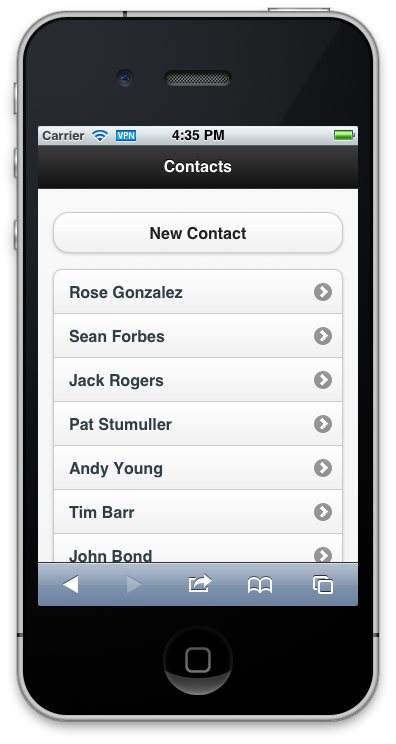 Carrier VPN 4:35 PM
Contacts
New Contact
Rose Gonzalez
Sean Forbes
Jack Rogers
Pat Stumuller
Andy Young
Tim Barr
John Bond